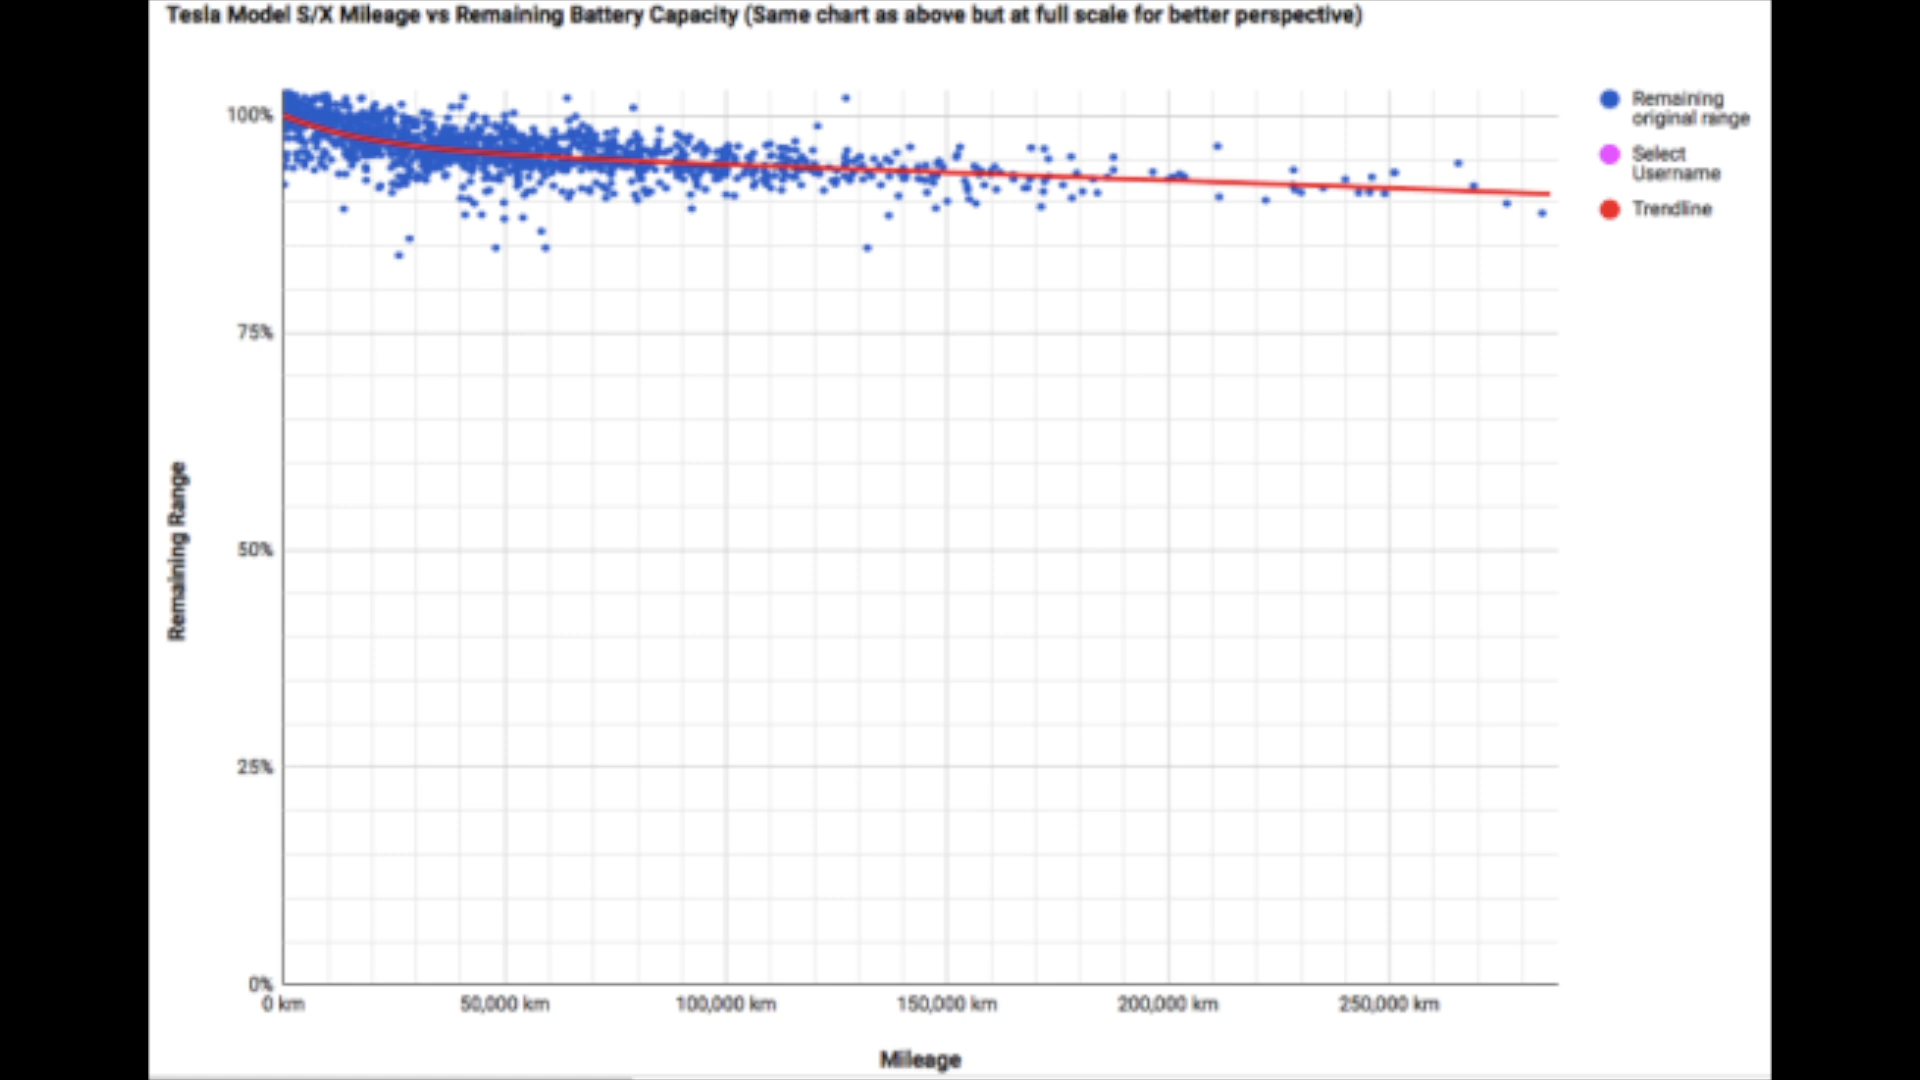 Tesla Model S/X Mileage vs Remaining Battery Capacity (Same chart as above but at full scale for better perspective)
100%
75%
50%
25%
0%
Remaining Range
0 km
50,000 km
100,000 km
150,000 km
200,000 km
250,000 km
Mileage
Remaining
original range
Select
Username
Trendline